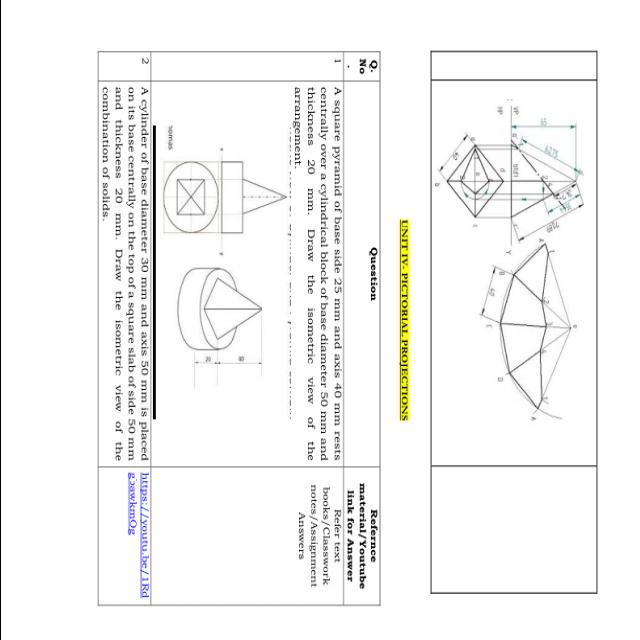 65
VP
HP
UNIT IV- PICTORIAL PROJECTIONS
Q.
No
.
Question
Refernce
material/Youtube
link for Answer
1
A square pyramid of base side 25 mm and axis 40 mm rests
centrally over a cylindrical block of base diameter 50 mm and
thickness 20 mm. Draw the isometric view of the
arrangement.
Refer text
books/Classwork
notes/Assignment
Answers
20
2
A cylinder of base diameter 30 mm and axis 50 mm is placed
on its base centrally on the top of a square slab of side 50 mm
and thickness 20 mm. Draw the isometric view of the
combination of solids.
https://youtu.be/1Rd